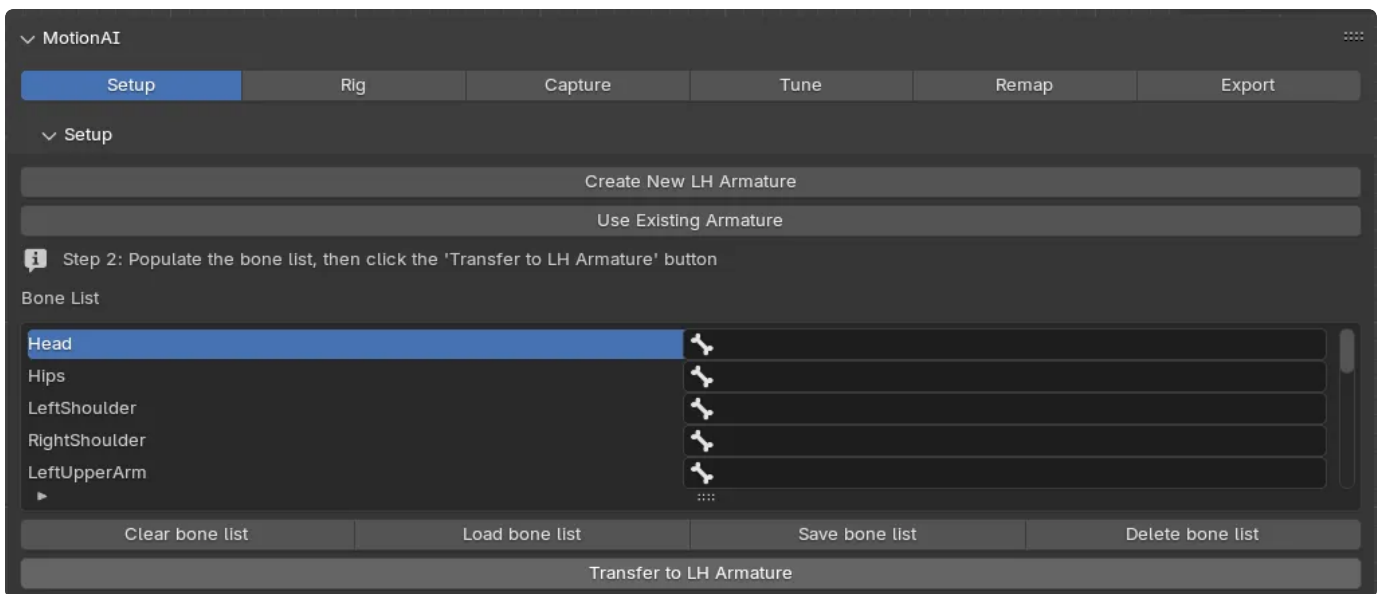 MotionAI
Setup Rig Capture Tune Remap Export
Setup
Create New LH Armature
Use Existing Armature
Step 2: Populate the bone list, then click the 'Transfer to LH Armature' button
Bone List
Head
Hips
LeftShoulder
RightShoulder
LeftUpperArm
Clear bone list Load bone list Save bone list Delete bone list
Transfer to LH Armature